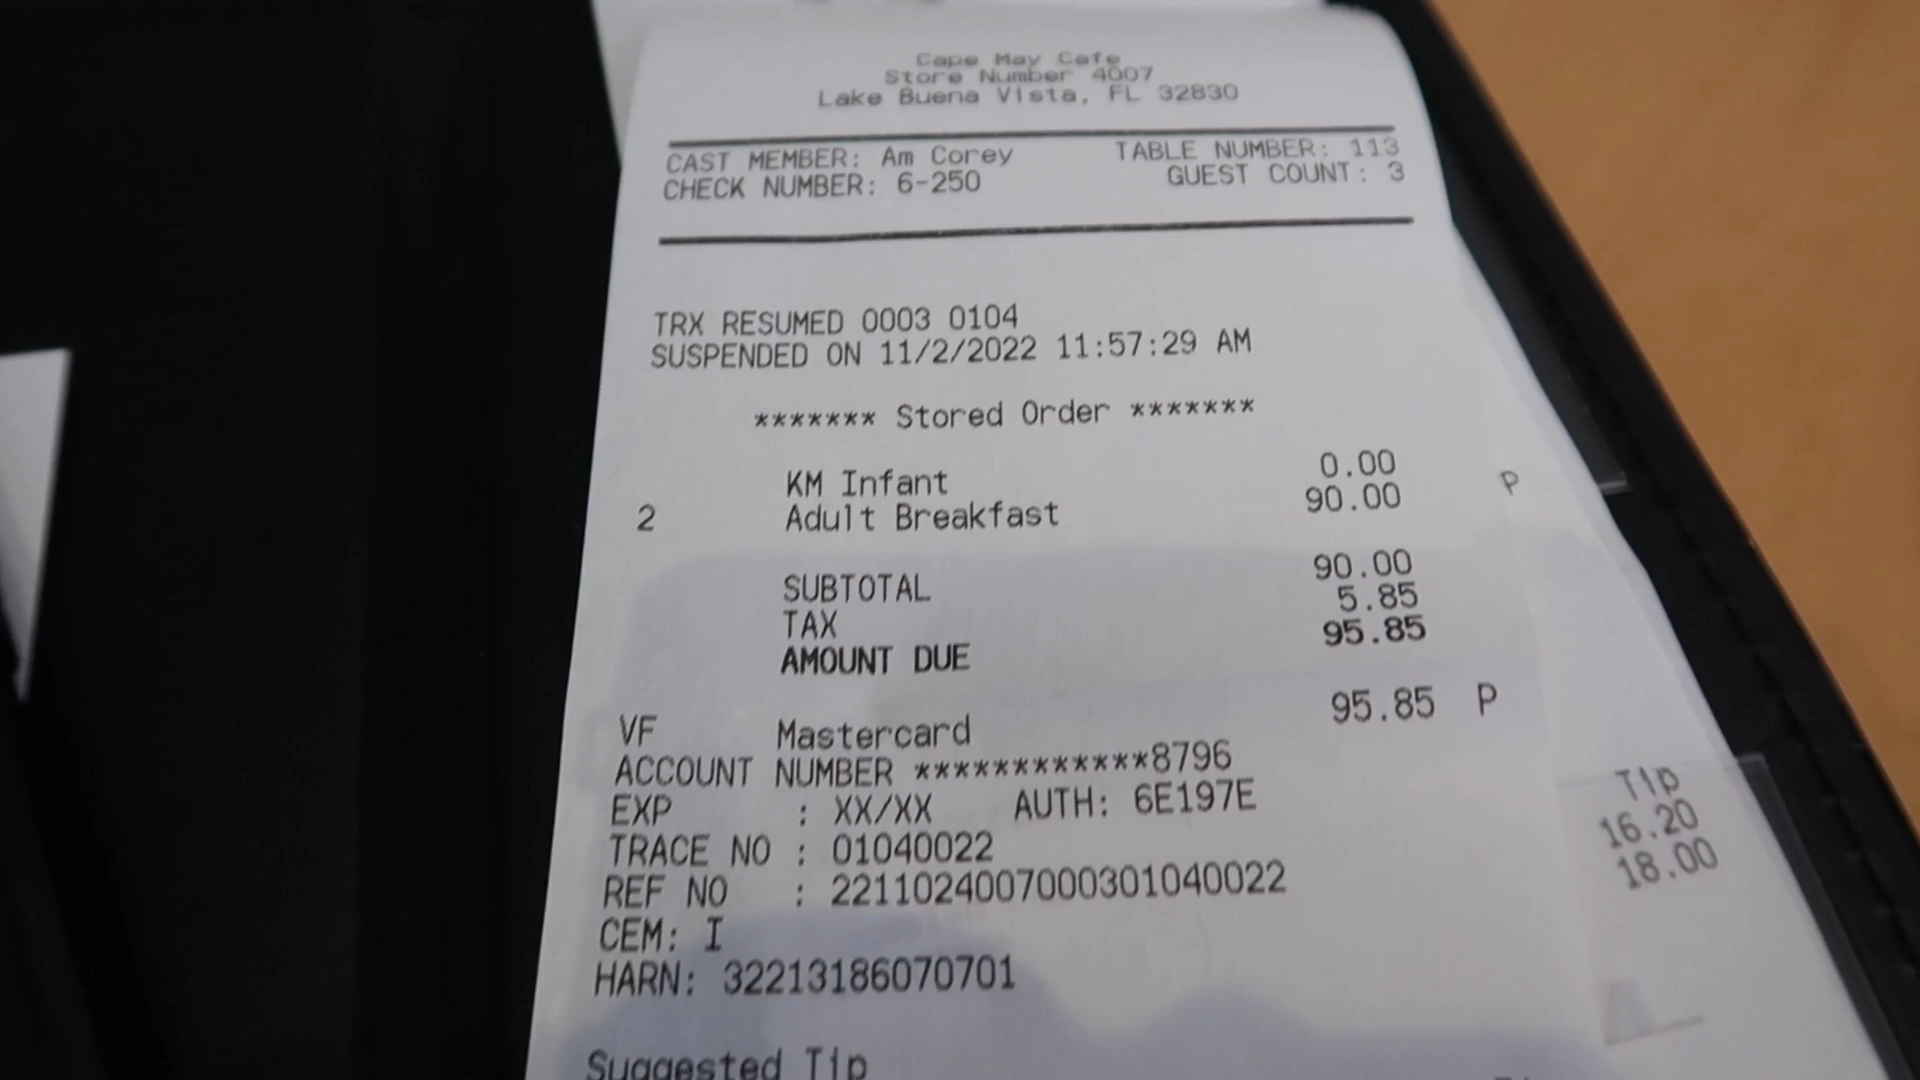 Cape May Cafe
Store Number 4007
Lake Buena Vista, FL 32830
CAST MEMBER: Am Corey TABLE NUMBER: 113
CHECK NUMBER: 6-250 GUEST COUNT: 3
TRX RESUMED 0003 0104
SUSPENDED ON 11/2/2022 11:57:29 AM
******* Stored Order *******
KM Infant 0.00
2 Adult Breakfast 90.00 P
SUBTOTAL 90.00
TAX 5.85
AMOUNT DUE 95.85
VF Mastercard 95.85 P
ACCOUNT NUMBER ************8796
EXP : XX/XX AUTH: 6E197E
TRACE NO : 01040022
REF NO : 2211024007000301040022
CEM: I
HARN: 32213186070701
Suggested Tip
Tip
16.20
18.00